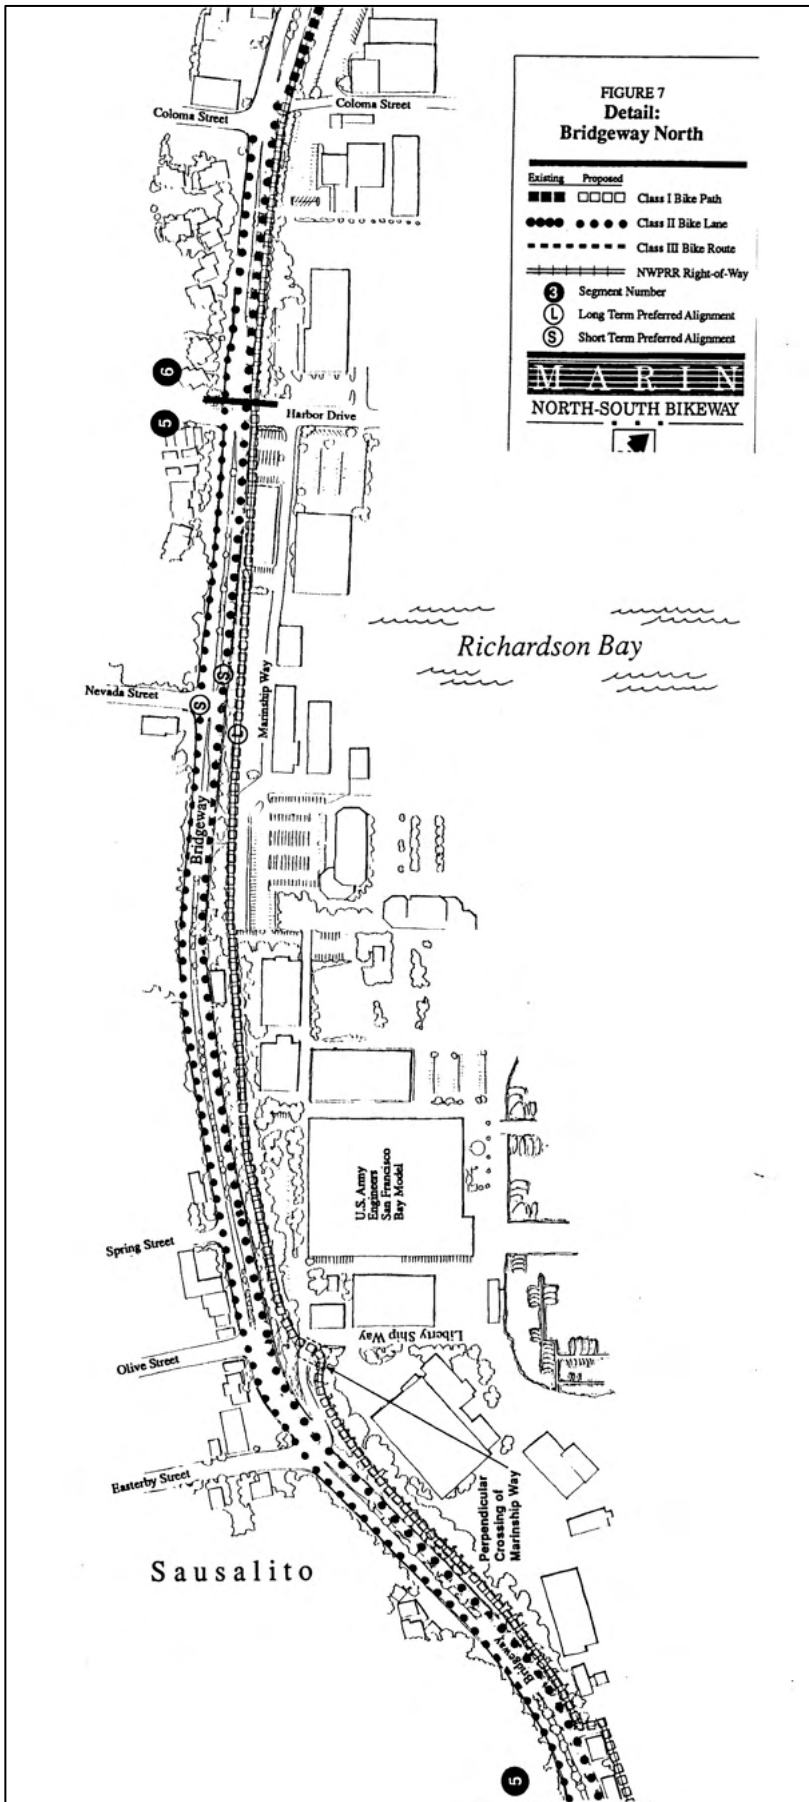 FIGURE 7
Detail:
Bridgeway North
Existing Proposed
Class I Bike Path
Class II Bike Lane
Class III Bike Route
NWPRR Right-of-Way
3 Segment Number
L Long Term Preferred Alignment
S Short Term Preferred Alignment
MARIN
NORTH-SOUTH BIKEWAY
Coloma Street
Coloma Street
6
5
Harbor Drive
Richardson Bay
Nevada Street
S
S
L
Marinship Way
Bridgeway
U.S. Army
Engineers
San Francisco
Bay Model
Spring Street
Liberty Ship Way
Olive Street
Easterby Street
Perpendicular
Crossing of
Marinship Way
Sausalito
Bridgeway
5